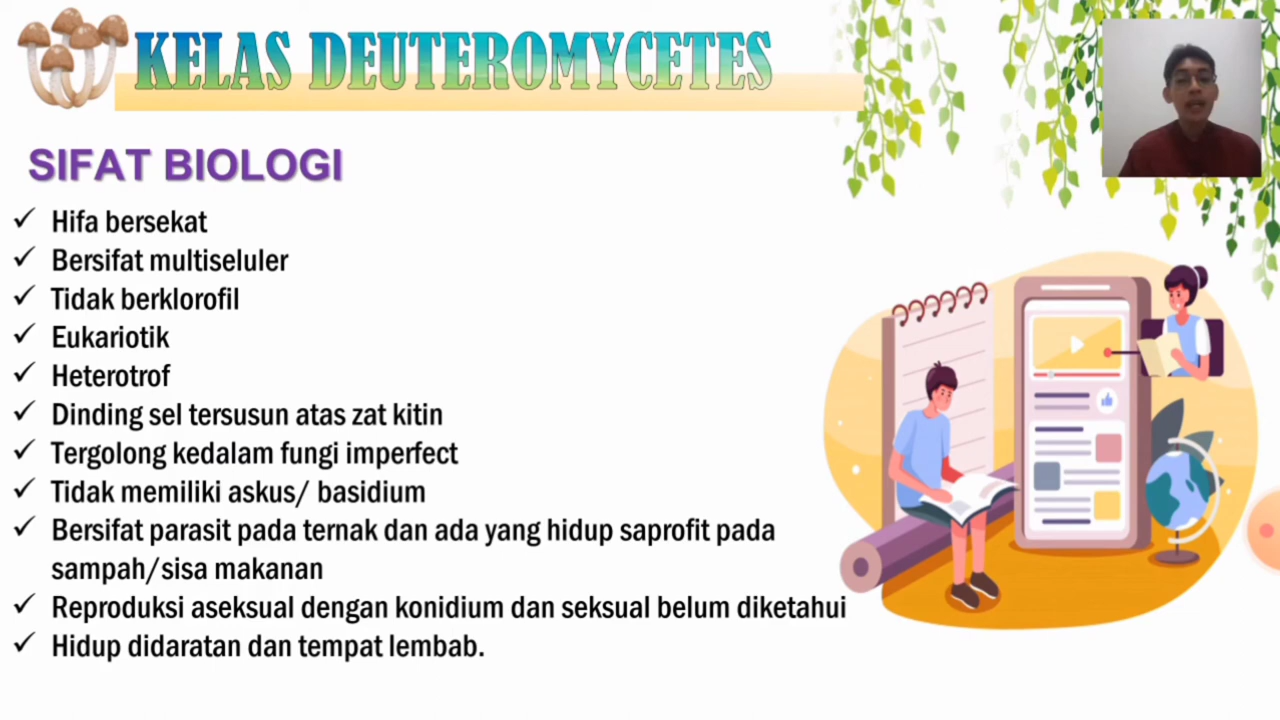 KELAS DEUTEROMYCETES
SIFAT BIOLOGI
Hifa bersekat
Bersifat multiseluler
Tidak berklorofil
Eukariotik
Heterotrof
Dinding sel tersusun atas zat kitin
Tergolong kedalam fungi imperfect
Tidak memiliki askus/ basidium
Bersifat parasit pada ternak dan ada yang hidup saprofit pada
sampah/sisa makanan
Reproduksi aseksual dengan konidium dan seksual belum diketahui
Hidup didaratan dan tempat lembab.